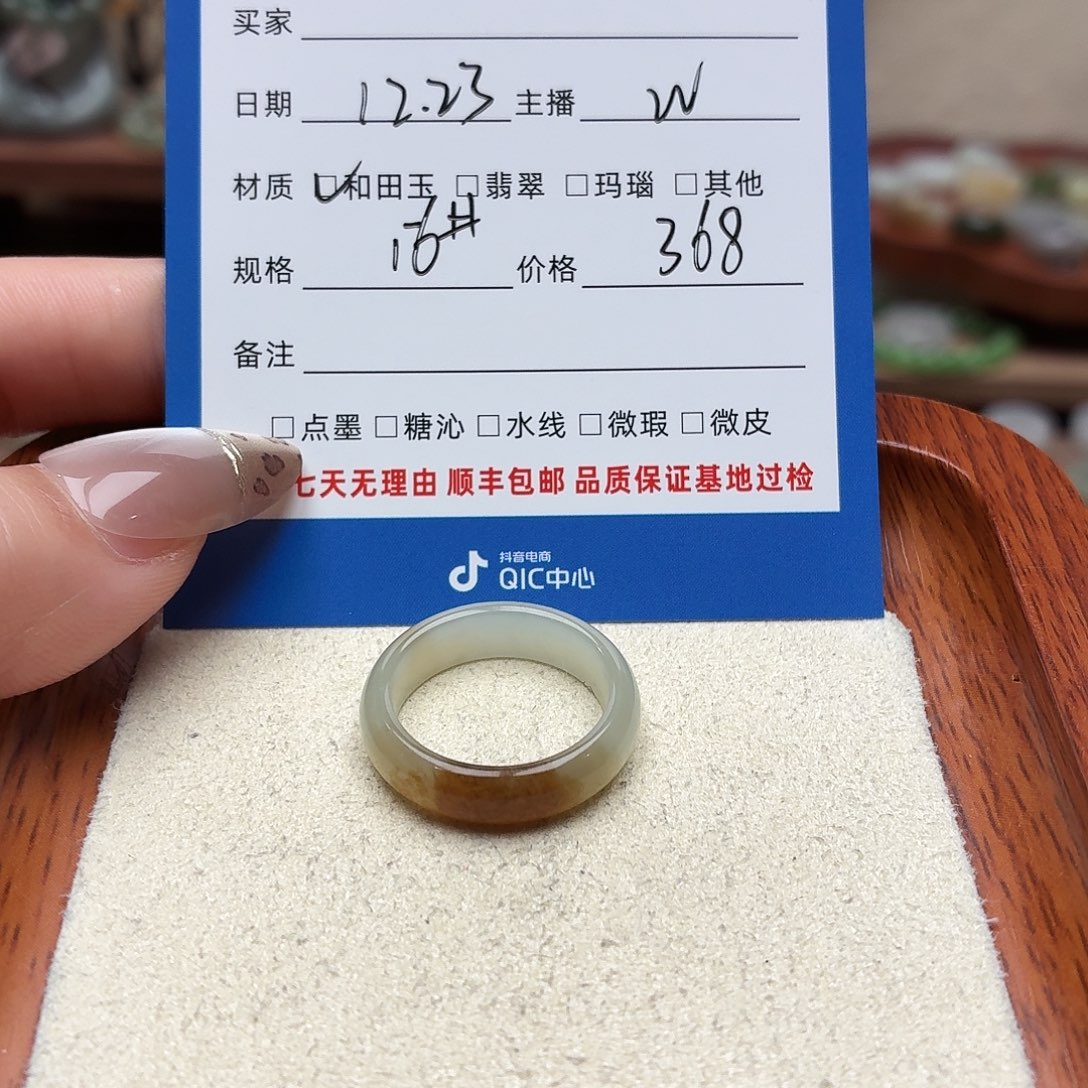 买家
日期 12.23 主播 W
材质 ☑和田玉 □翡翠 □玛瑙 □其他
规格 16# 价格 368
备注
□点墨 □糖沁 □水线 □微瑕 □微皮
七天无理由 顺丰包邮 品质保证基地过检
抖音电商
QIC中心